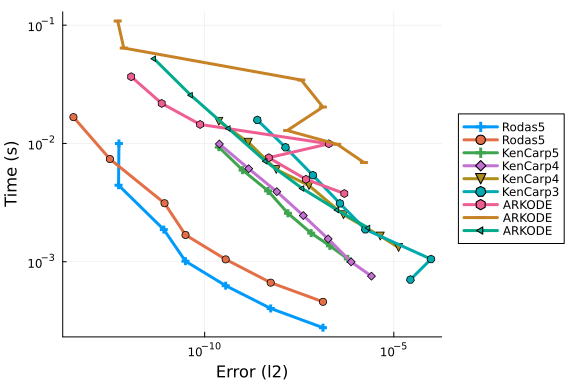 10⁻¹
10⁻²
10⁻³
Time (s)
10⁻¹⁰
10⁻⁵
Error (l2)
Rodas5
Rodas5
KenCarp5
KenCarp4
KenCarp4
KenCarp3
ARKODE
ARKODE
ARKODE